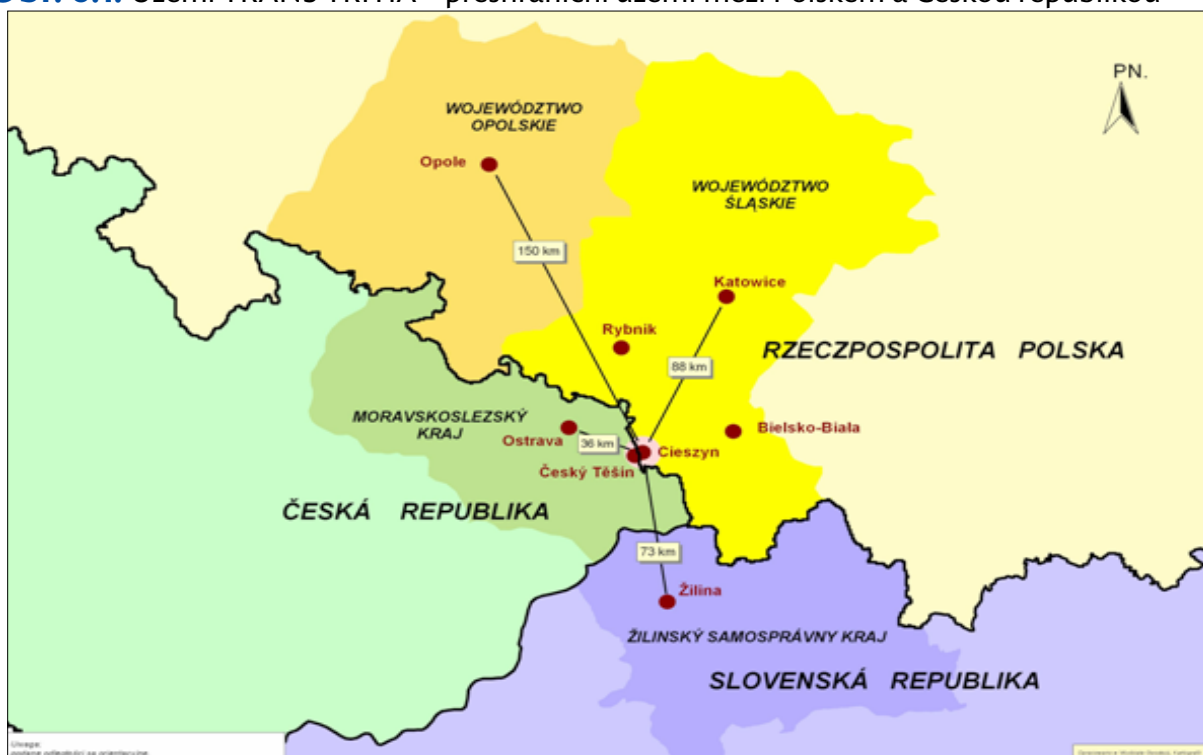 Území TRANS TRITIA – přeshraniční území mezi Polskem a Českou republikou
PN.
WOJEWÓDZTWO
OPOLSKIE
Opole
WOJEWÓDZTWO
ŚLĄSKIE
150 km
Katowice
Rybnik
RZECZPOSPOLITA POLSKA
88 km
MORAVSKOSLEZSKÝ
KRAJ
Ostrava
36 km
Bielsko-Biała
Cieszyn
Český Těšín
ČESKÁ REPUBLIKA
73 km
Žilina
ŽILINSKÝ SAMOSPRÁVNY KRAJ
SLOVENSKÁ REPUBLIKA
Uwaga: